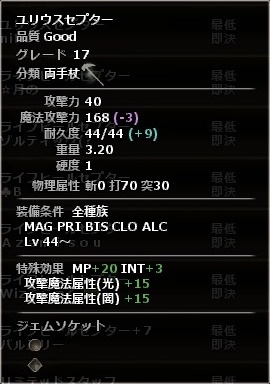 ユリウスセプター
品質 Good
グレード 17
分類 両手杖
攻撃力 40
魔法攻撃力 168 (-3)
耐久度 44/44 (+9)
重量 3.20
硬度 1
物理属性 斬0 打70 突30
装備条件 全種族
MAG PRI BIS CLO ALC
Lv 44～
特殊効果 MP+20 INT+3
攻撃魔法属性(光) +15
攻撃魔法属性(闇) +15
ジェムソケット